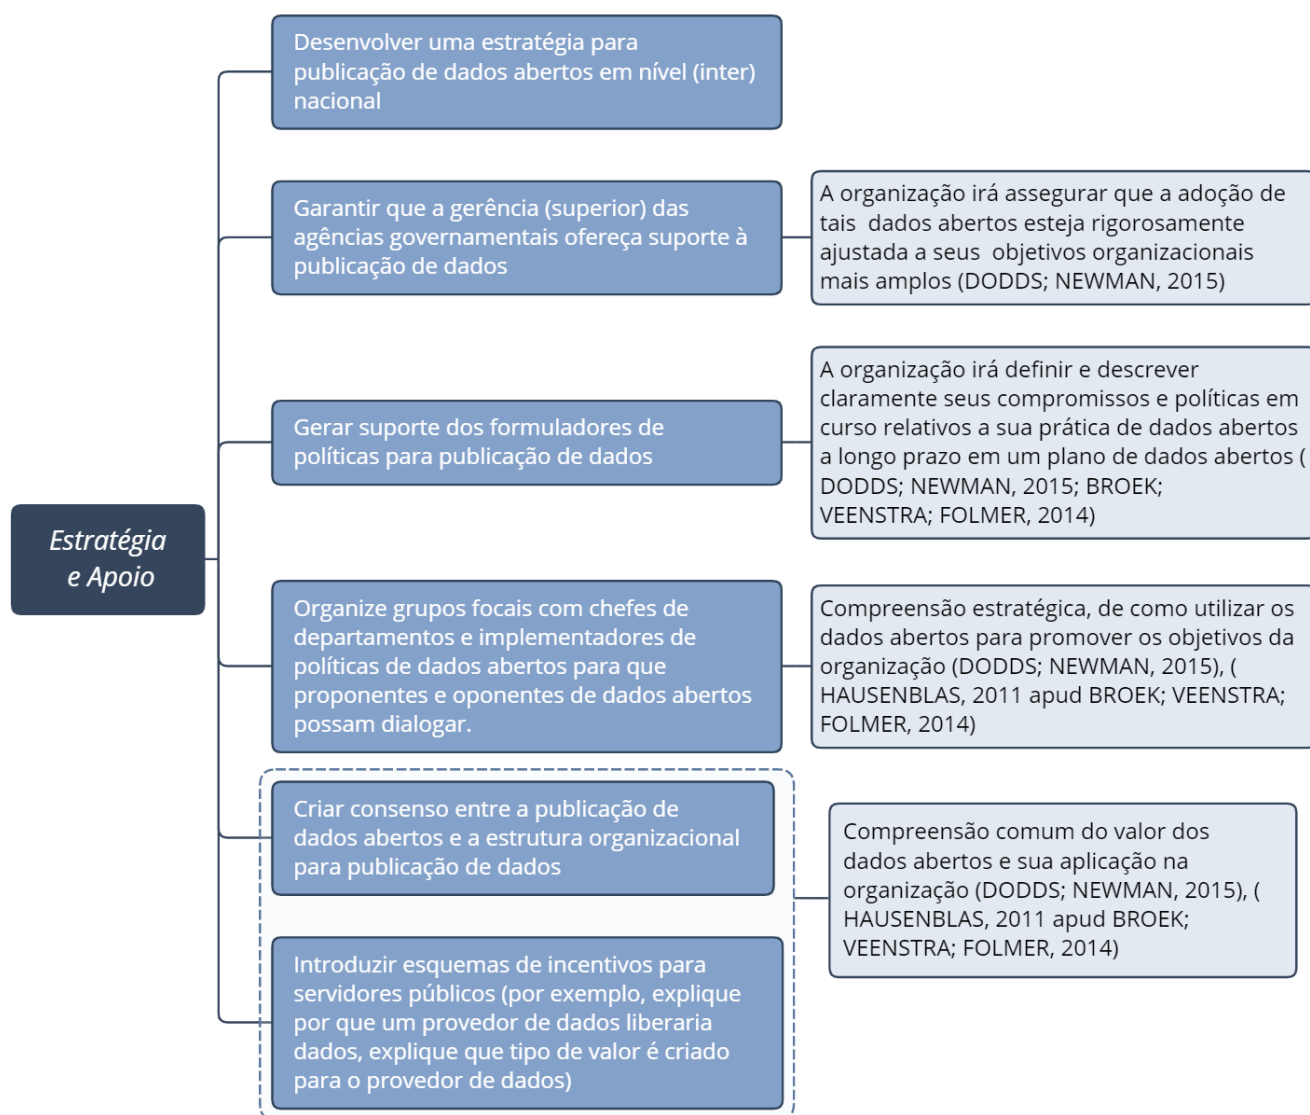 Desenvolver uma estratégia para
publicação de dados abertos em nível (inter)
nacional
Garantir que a gerência (superior) das
agências governamentais ofereça suporte à
publicação de dados
A organização irá assegurar que a adoção de
tais  dados abertos esteja rigorosamente
ajustada a seus  objetivos organizacionais
mais amplos (DODDS; NEWMAN, 2015)
Gerar suporte dos formuladores de
políticas para publicação de dados
A organização irá definir e descrever
claramente seus compromissos e políticas em
curso relativos a sua prática de dados abertos
a longo prazo em um plano de dados abertos (
DODDS; NEWMAN, 2015; BROEK;
VEENSTRA; FOLMER, 2014)
Estratégia
e Apoio
Organize grupos focais com chefes de
departamentos e implementadores de
políticas de dados abertos para que
proponentes e oponentes de dados abertos
possam dialogar.
Compreensão estratégica, de como utilizar os
dados abertos para promover os objetivos da
organização (DODDS; NEWMAN, 2015), (
HAUSENBLAS, 2011 apud BROEK; VEENSTRA;
FOLMER, 2014)
Criar consenso entre a publicação de
dados abertos e a estrutura organizacional
para publicação de dados
Introduzir esquemas de incentivos para
servidores públicos (por exemplo, explique
por que um provedor de dados liberaria
dados, explique que tipo de valor é criado
para o provedor de dados)
Compreensão comum do valor dos
dados abertos e sua aplicação na
organização (DODDS; NEWMAN, 2015), (
HAUSENBLAS, 2011 apud BROEK;
VEENSTRA; FOLMER, 2014)